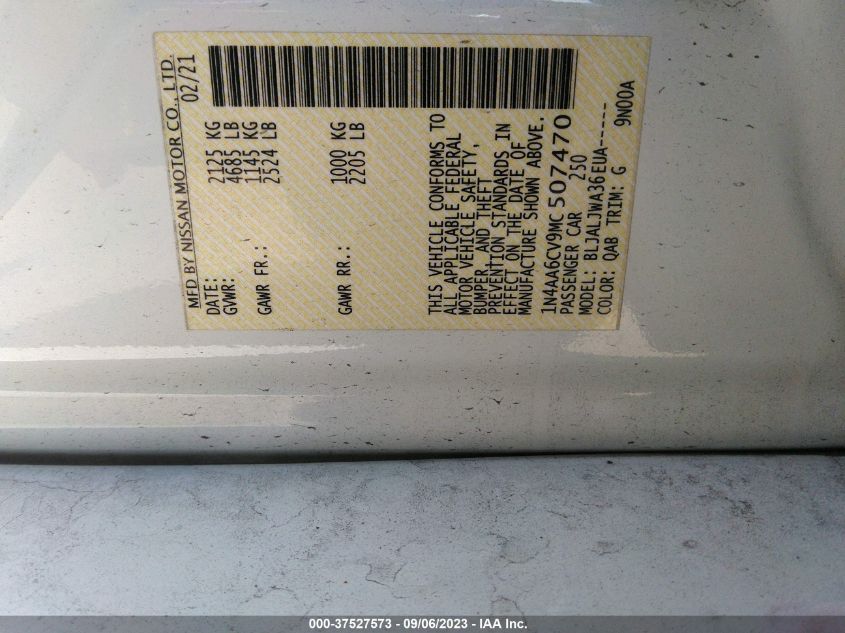 MFD BY NISSAN MOTOR CO., LTD.
DATE: 02/21
GVWR: 2125 KG
4685 LB
GAWR FR.: 1145 KG
2524 LB
GAWR RR.: 1000 KG
2205 LB
THIS VEHICLE CONFORMS TO
ALL APPLICABLE FEDERAL
MOTOR VEHICLE SAFETY,
BUMPER, AND THEFT
PREVENTION STANDARDS IN
EFFECT ON THE DATE OF
MANUFACTURE SHOWN ABOVE.
1N4AA6CV9MC507470
PASSENGER CAR 250
MODEL: BLJALJWA36EUA-----
COLOR: QAB TRIM: G 9N00A
000-37527573 - 09/06/2023 - IAA Inc.